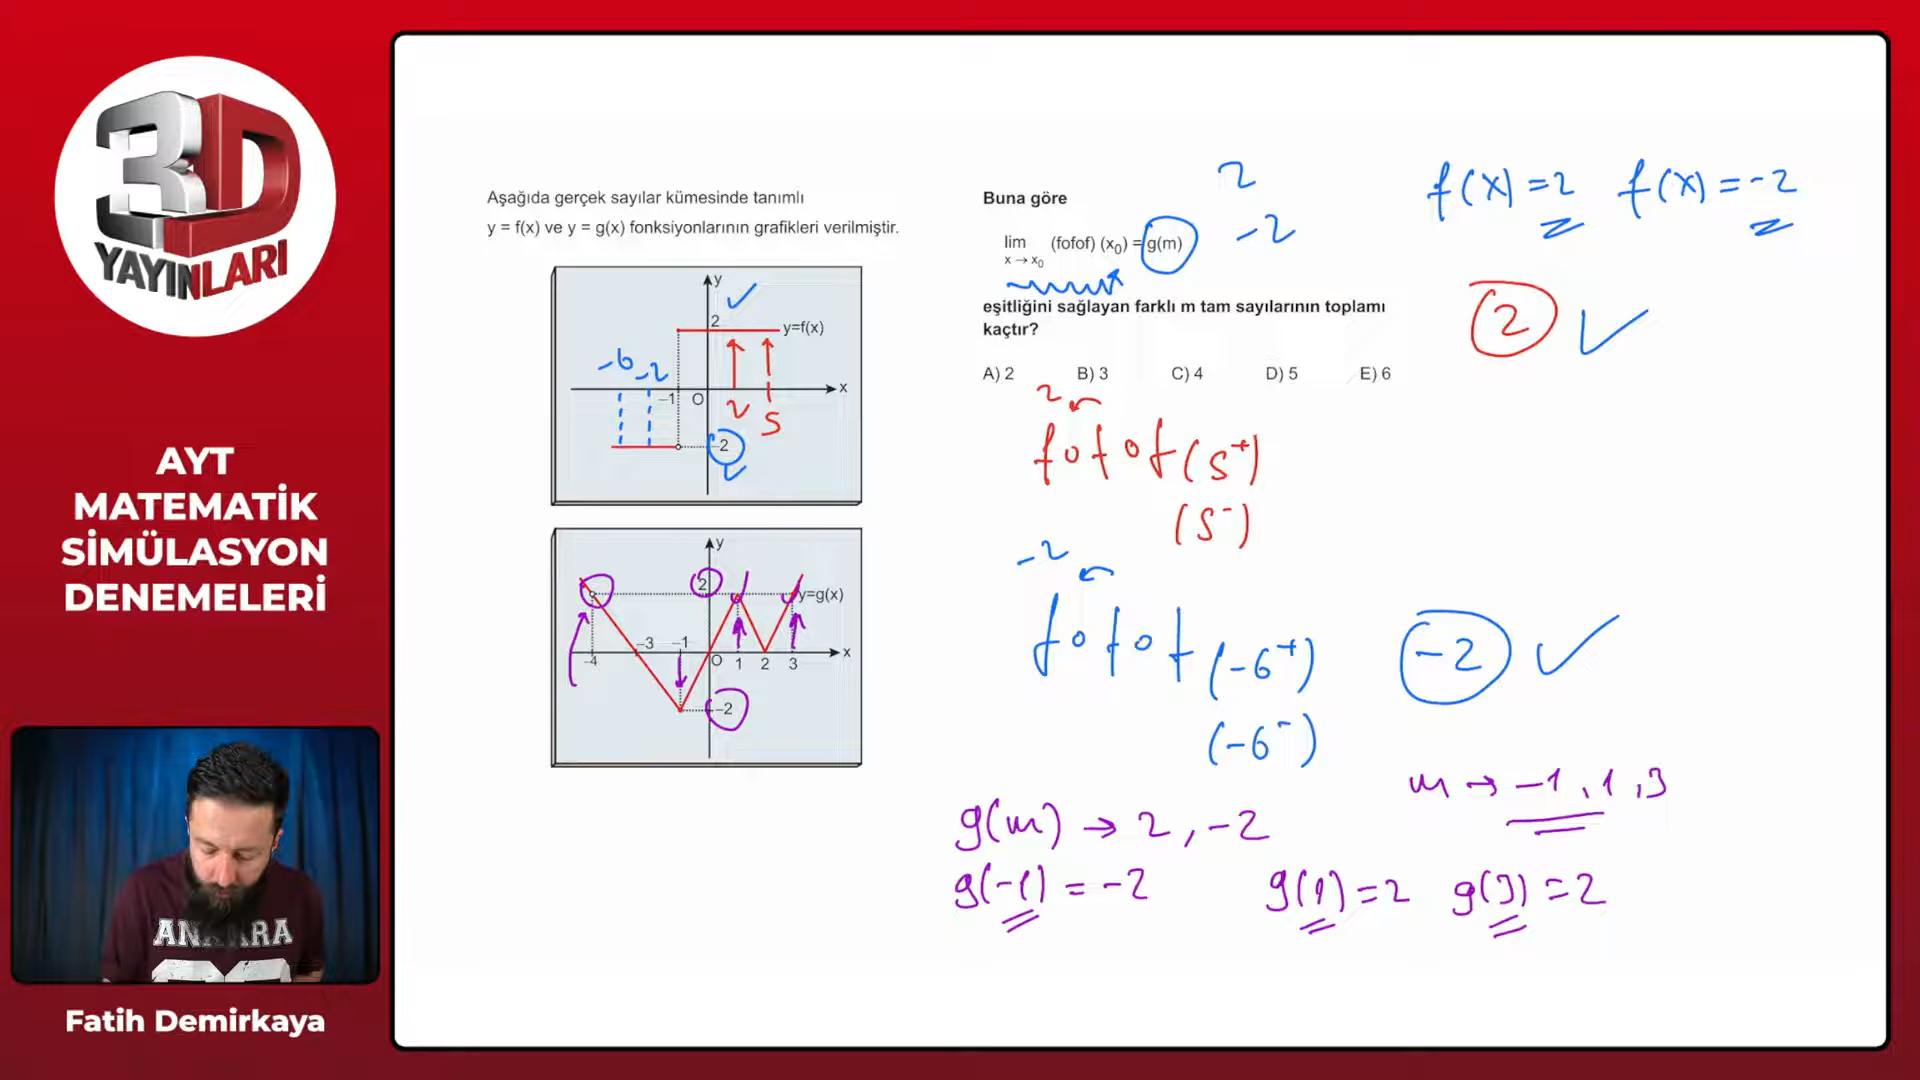 3D
YAYINLARI
AYT
MATEMATİK
SİMÜLASYON
DENEMELERİ
ANKARA
Fatih Demirkaya
Aşağıda gerçek sayılar kümesinde tanımlı
y = f(x) ve y = g(x) fonksiyonlarının grafikleri verilmiştir.
y
2
y=f(x)
-6
-2
-1
O
x
2
5
-2
y
2
y=g(x)
-4
-3
-1
O
1
2
3
x
-2
Buna göre
2
-2
lim (fofof) (x₀) = g(m)
x → x₀
eşitliğini sağlayan farklı m tam sayılarının toplamı
kaçtır?
A) 2 B) 3 C) 4 D) 5 E) 6
f(x) = 2 f(x) = -2
2
2
fofof(5⁺)
(5⁻)
-2
fofof(-6⁺)
(-6⁻)
-2
m → -1, 1, 3
g(m) → 2, -2
g(-1) = -2 g(1) = 2 g(3) = 2